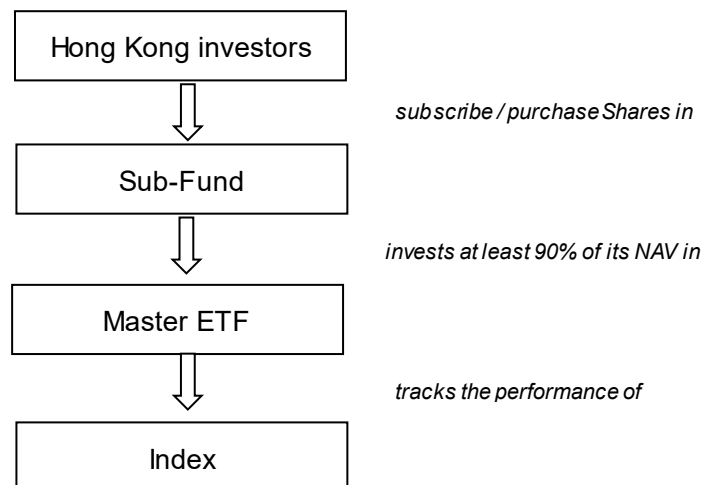 Hong Kong investors
subscribe / purchase Shares in
Sub-Fund
invests at least 90% of its NAV in
Master ETF
tracks the performance of
Index